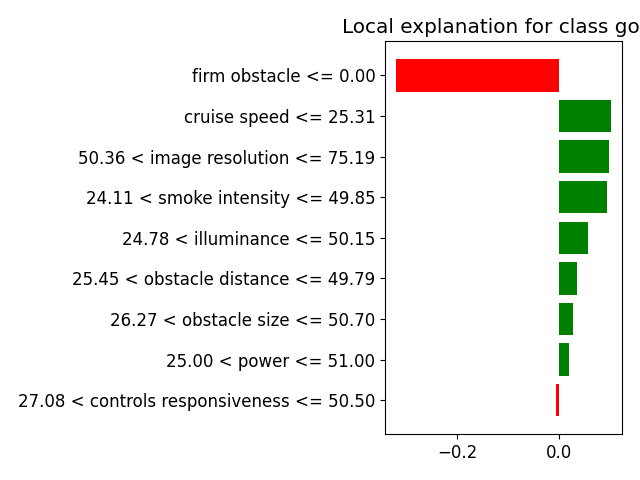 Local explanation for class go
firm obstacle <= 0.00
cruise speed <= 25.31
50.36 < image resolution <= 75.19
24.11 < smoke intensity <= 49.85
24.78 < illuminance <= 50.15
25.45 < obstacle distance <= 49.79
26.27 < obstacle size <= 50.70
25.00 < power <= 51.00
27.08 < controls responsiveness <= 50.50
−0.2 0.0